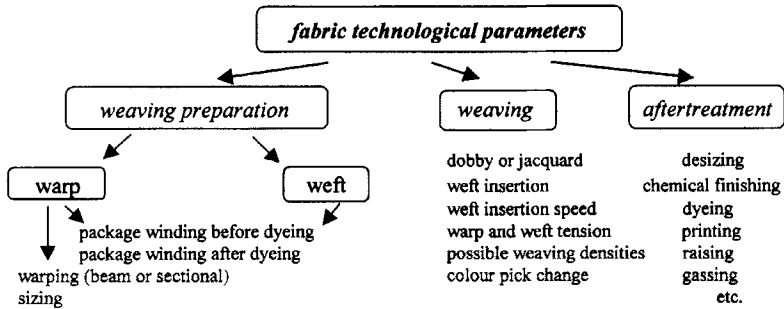 fabric technological parameters
weaving preparation
weaving
aftertreatment
warp
weft
package winding before dyeing
package winding after dyeing
warping (beam or sectional)
sizing
dobby or jacquard
weft insertion
weft insertion speed
warp and weft tension
possible weaving densities
colour pick change
desizing
chemical finishing
dyeing
printing
raising
gassing
etc.